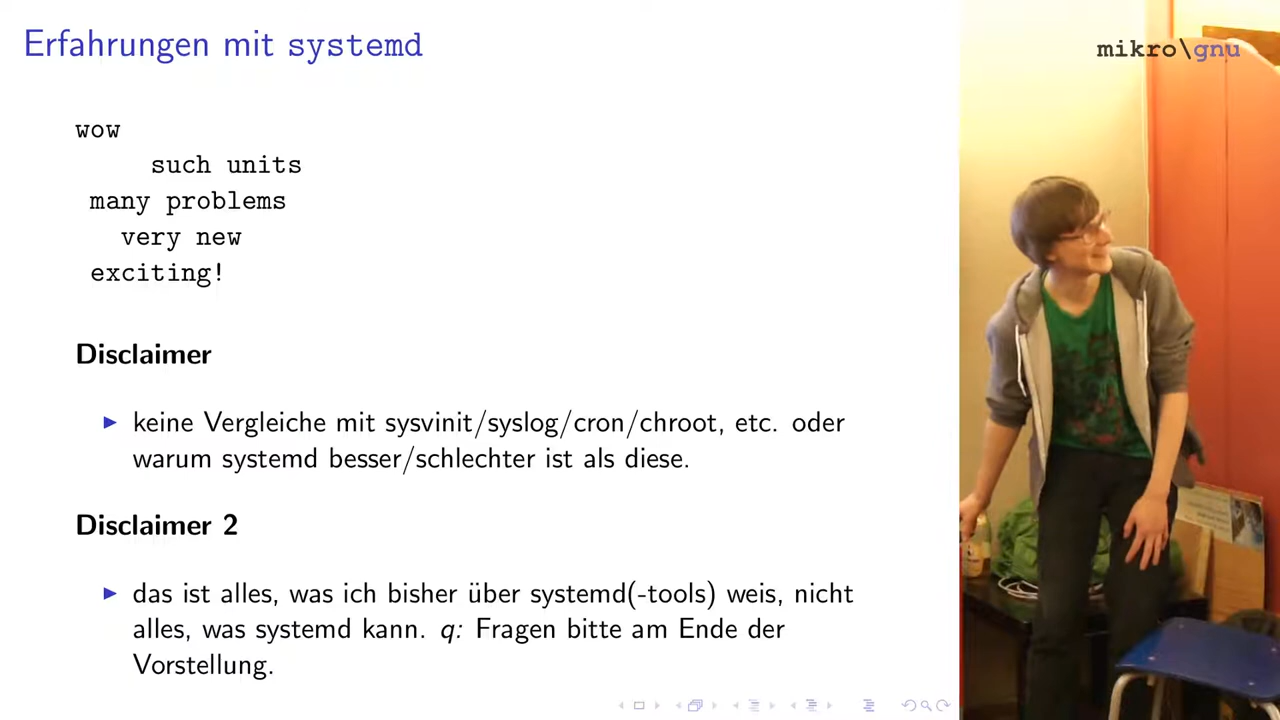 Erfahrungen mit systemd
mikro\gnu
wow
such units
many problems
very new
exciting!
Disclaimer
keine Vergleiche mit sysvinit/syslog/cron/chroot, etc. oder
warum systemd besser/schlechter ist als diese.
Disclaimer 2
das ist alles, was ich bisher über systemd(-tools) weis, nicht
alles, was systemd kann. q: Fragen bitte am Ende der
Vorstellung.